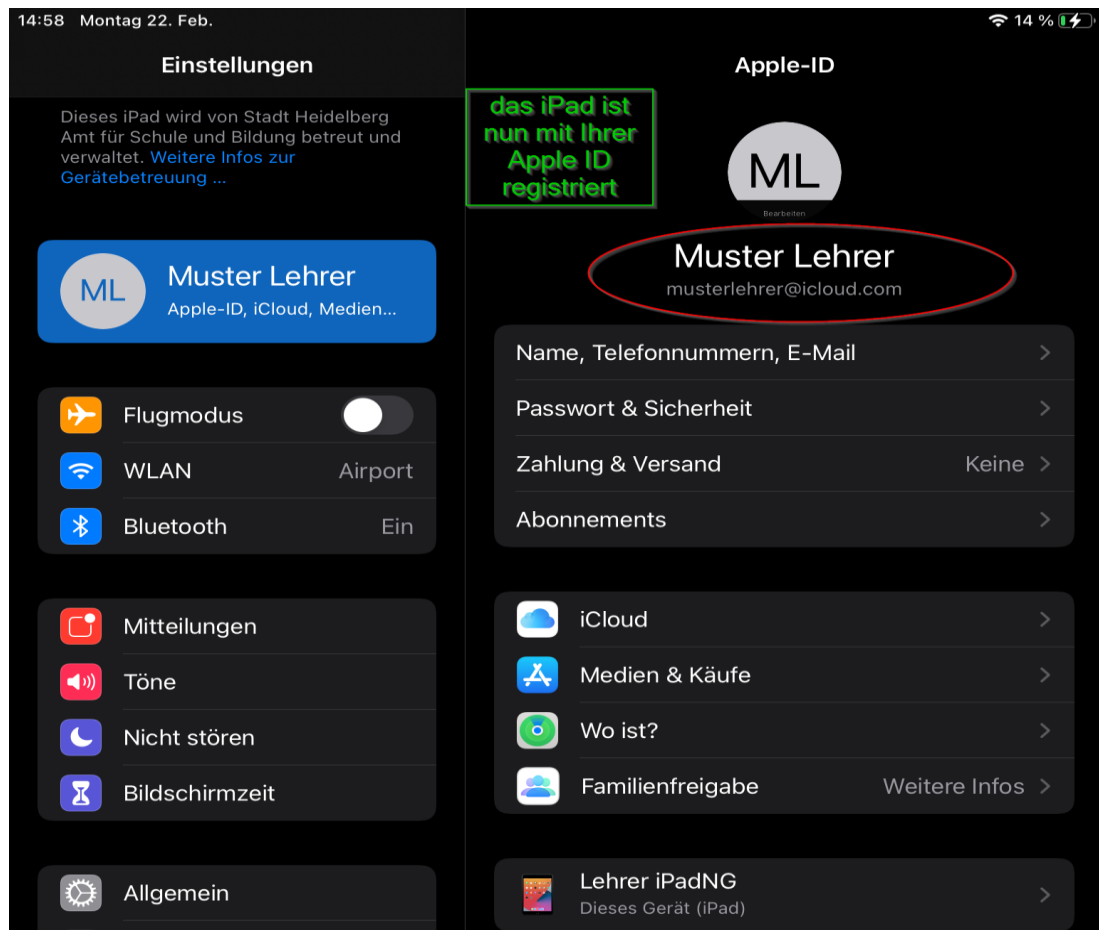 14:58 Montag 22. Feb.
14 %
Einstellungen
Dieses iPad wird von Stadt Heidelberg
Amt für Schule und Bildung betreut und
verwaltet. Weitere Infos zur
Gerätebetreuung ...
ML
Muster Lehrer
Apple-ID, iCloud, Medien...
Flugmodus
WLAN Airport
Bluetooth Ein
Mitteilungen
Töne
Nicht stören
Bildschirmzeit
Allgemein
Apple-ID
das iPad ist
nun mit Ihrer
Apple ID
registriert
ML
Bearbeiten
Muster Lehrer
musterlehrer@icloud.com
Name, Telefonnummern, E-Mail
Passwort & Sicherheit
Zahlung & Versand Keine
Abonnements
iCloud
Medien & Käufe
Wo ist?
Familienfreigabe Weitere Infos
Lehrer iPadNG
Dieses Gerät (iPad)